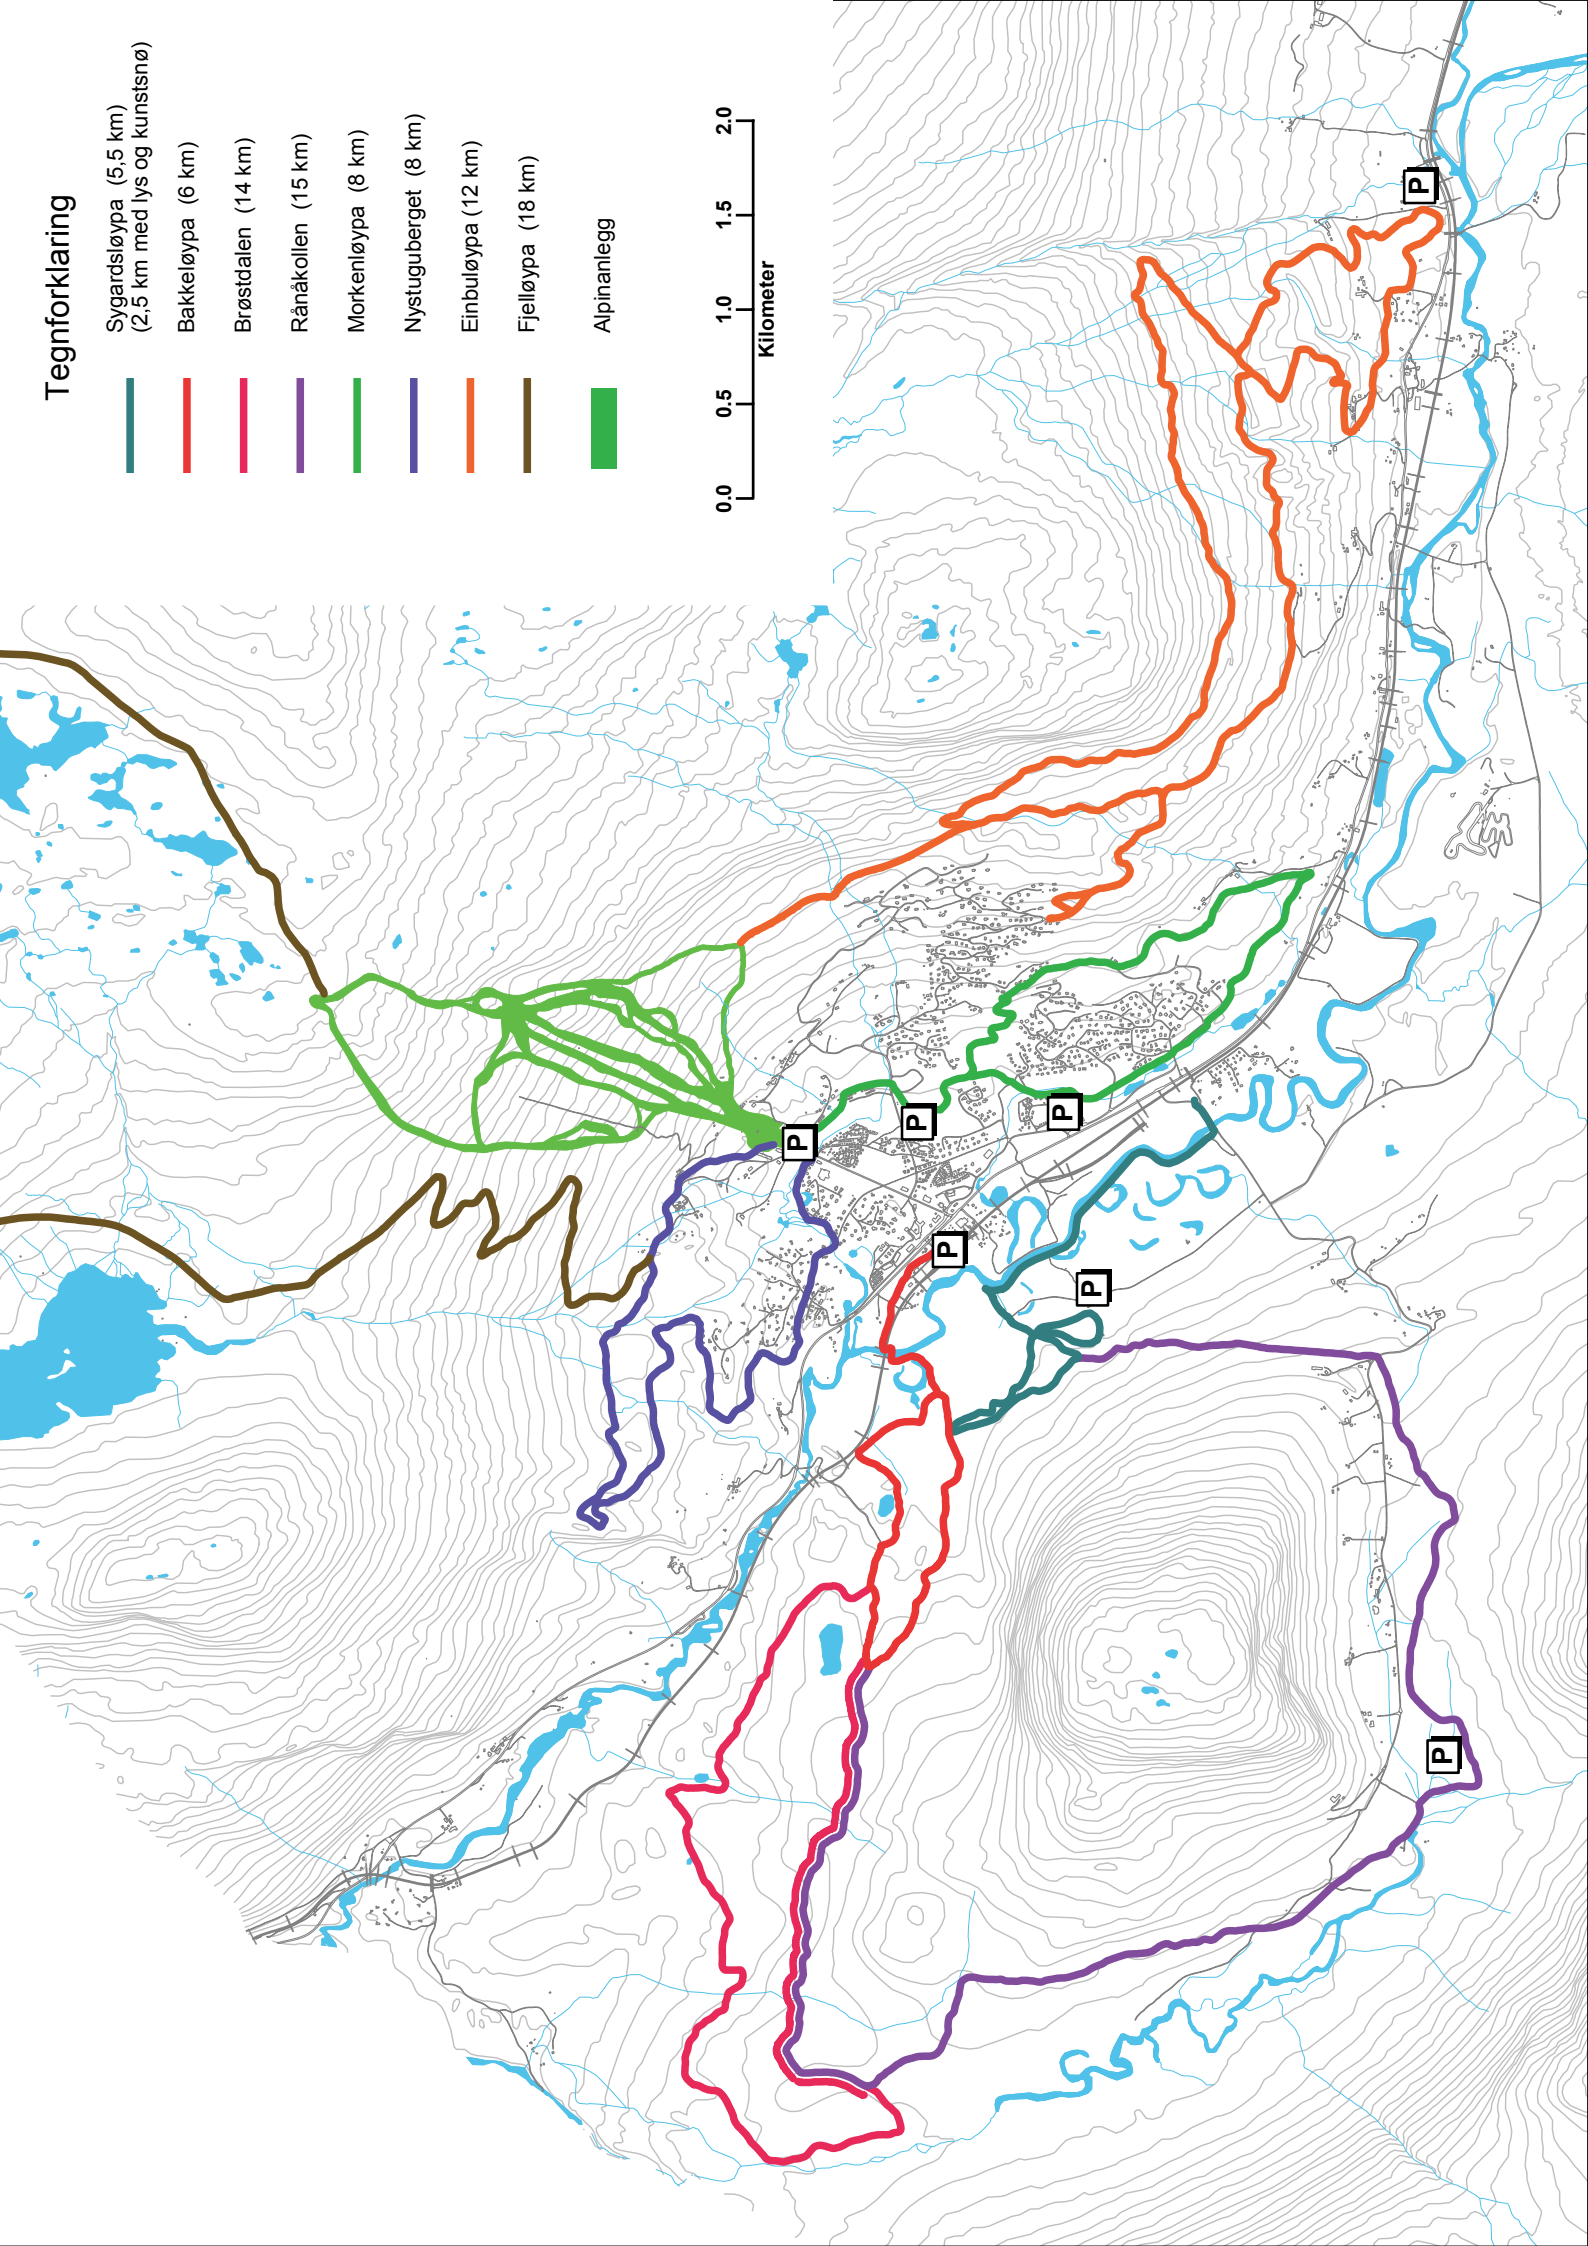 Tegnforklaring
Sygardsløypa (5,5 km)
(2,5 km med lys og kunstsnø)
Bakkeløypa (6 km)
Brøstdalen (14 km)
Rånåkollen (15 km)
Morkenløypa (8 km)
Nystuguberget (8 km)
Einbuløypa (12 km)
Fjelløypa (18 km)
Alpinanlegg
0.0 0.5 1.0 1.5 2.0
Kilometer
P
P
P
P
P
P
P